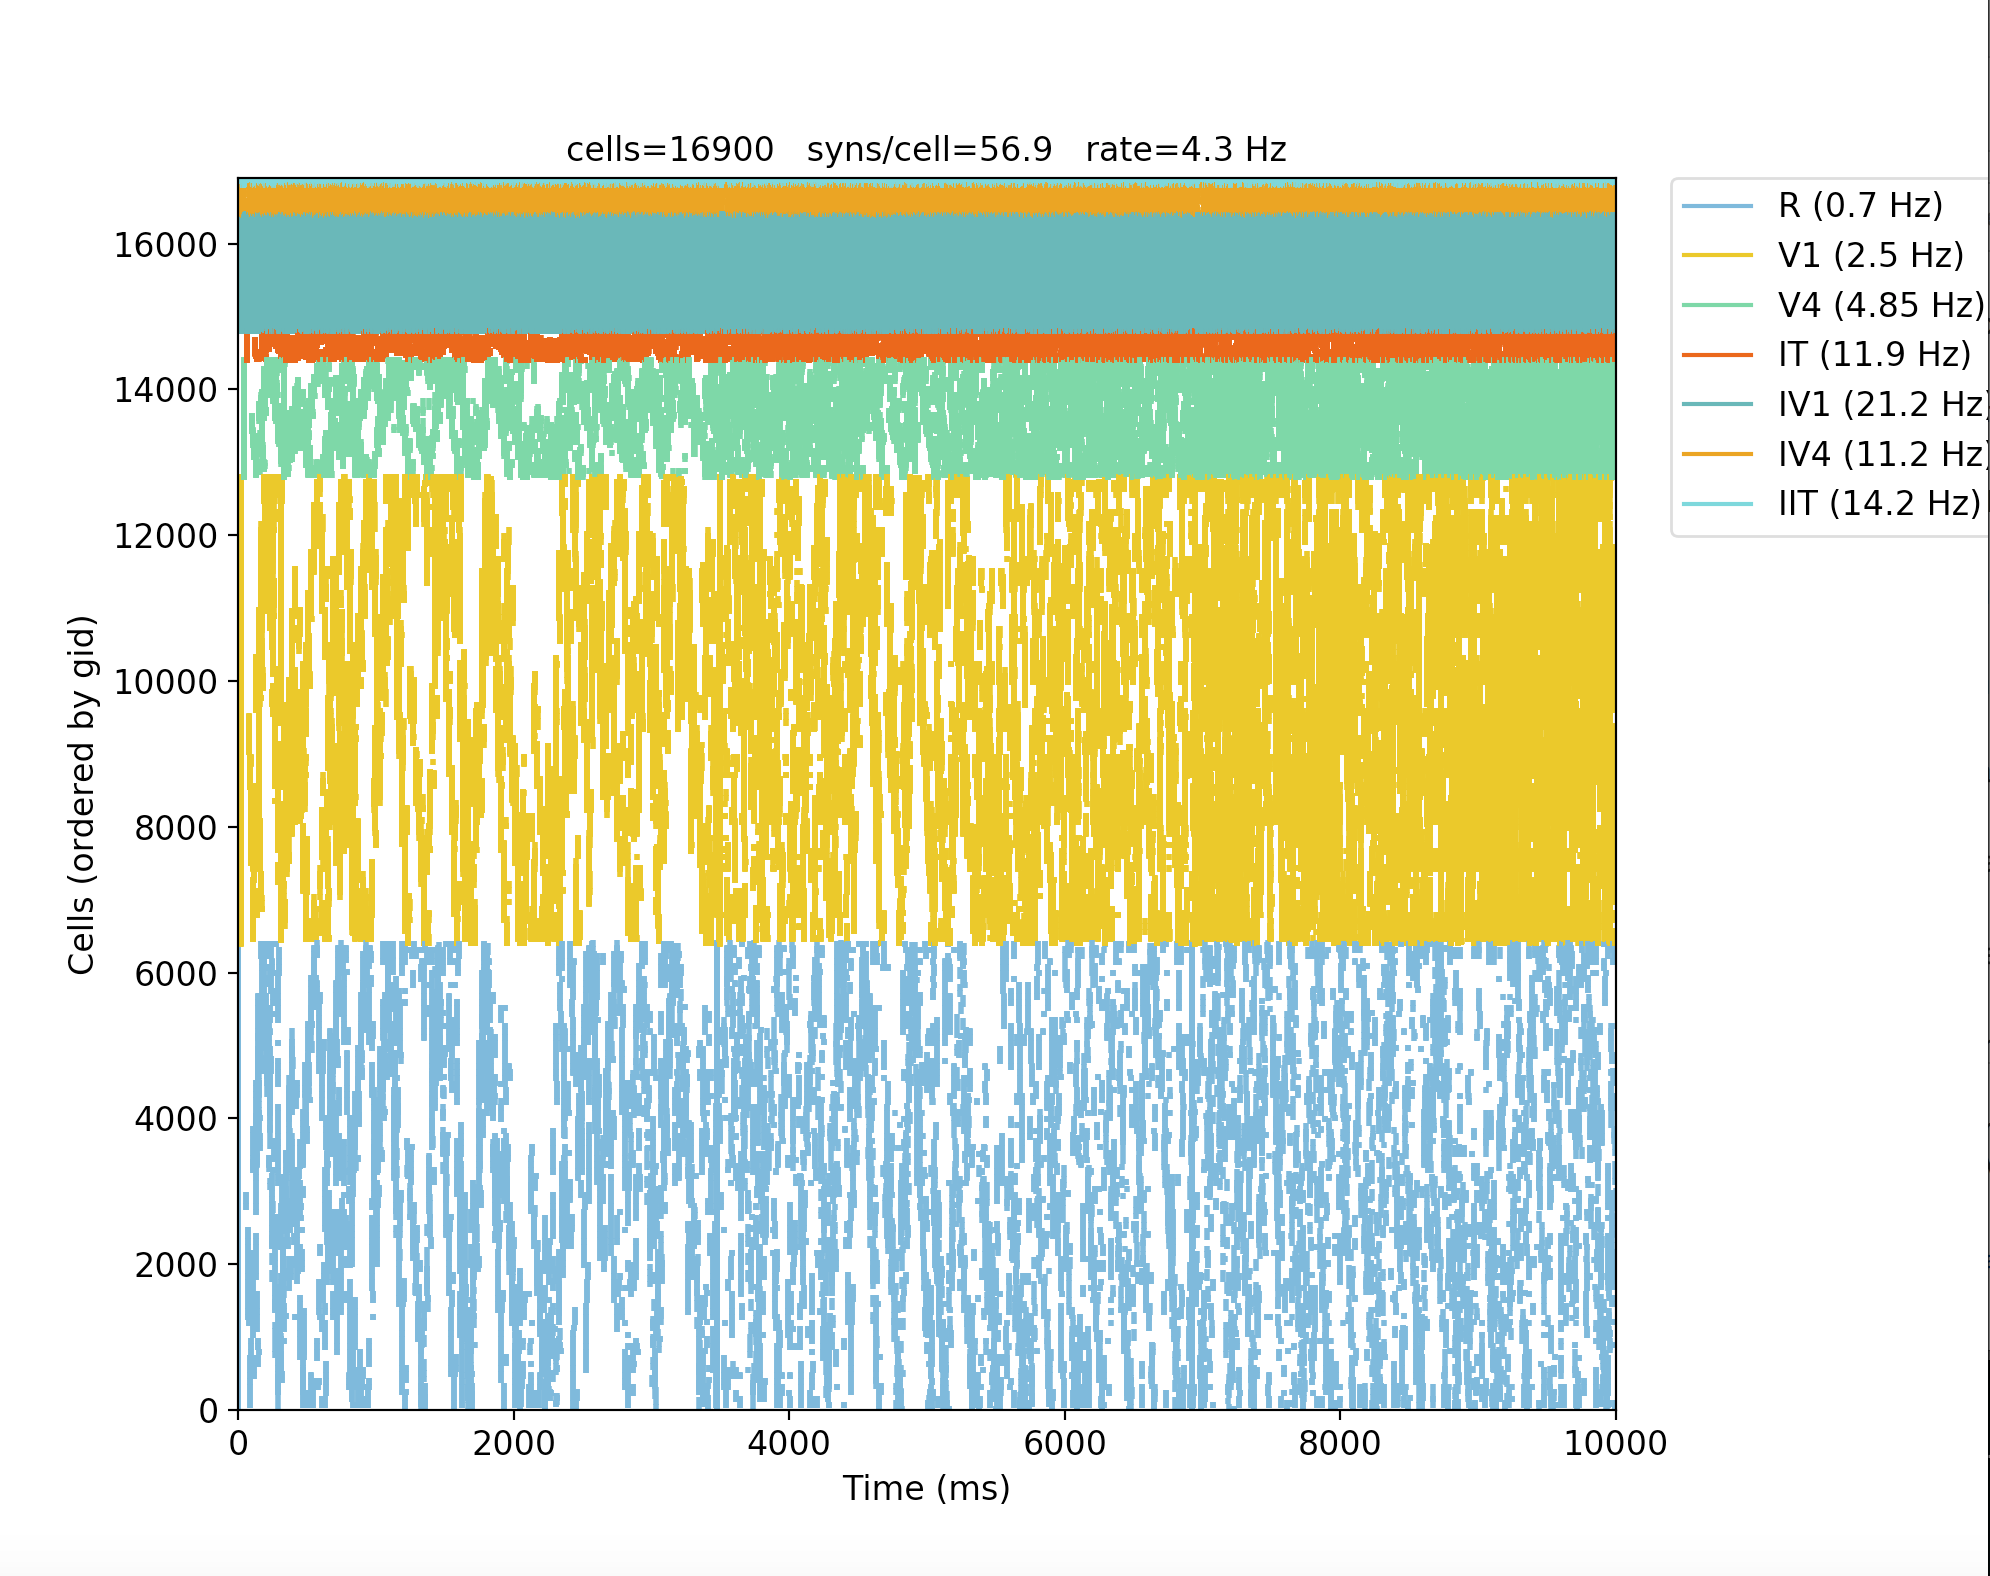 cells=16900 syns/cell=56.9 rate=4.3 Hz
R (0.7 Hz)
V1 (2.5 Hz)
V4 (4.85 Hz)
IT (11.9 Hz)
IV1 (21.2 Hz)
IV4 (11.2 Hz)
IIT (14.2 Hz)
Cells (ordered by gid)
16000
14000
12000
10000
8000
6000
4000
2000
0
0 2000 4000 6000 8000 10000
Time (ms)